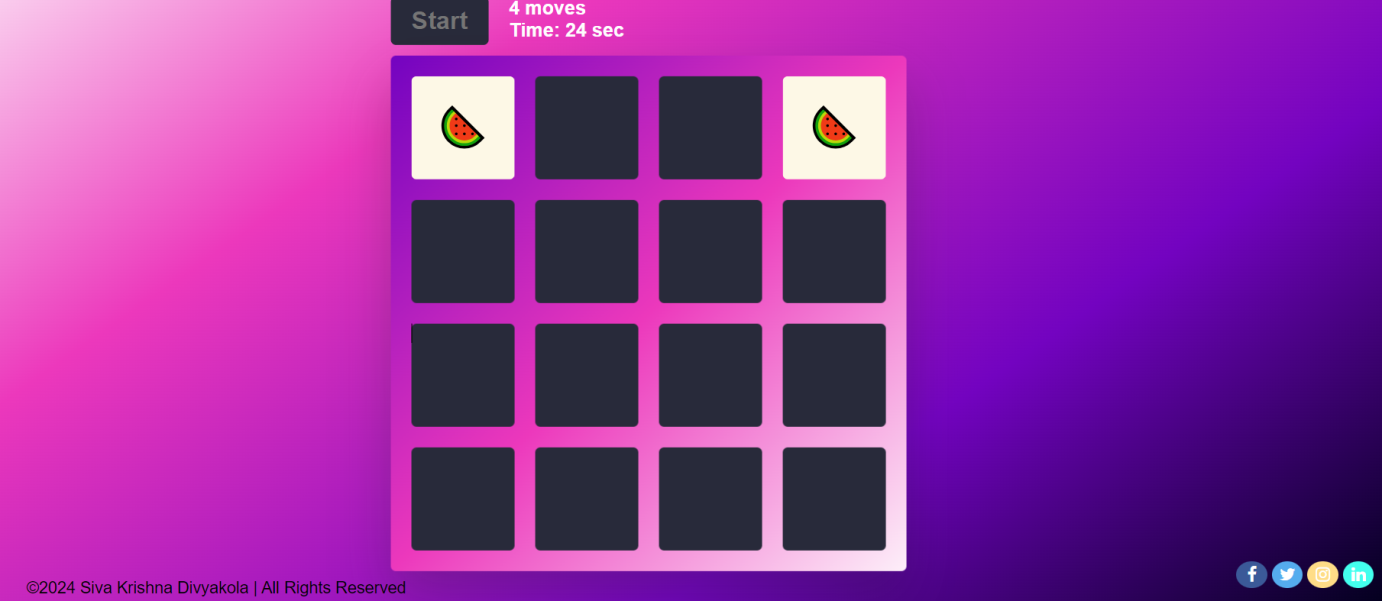 Start
4 moves
Time: 24 sec
©2024 Siva Krishna Divyakola | All Rights Reserved